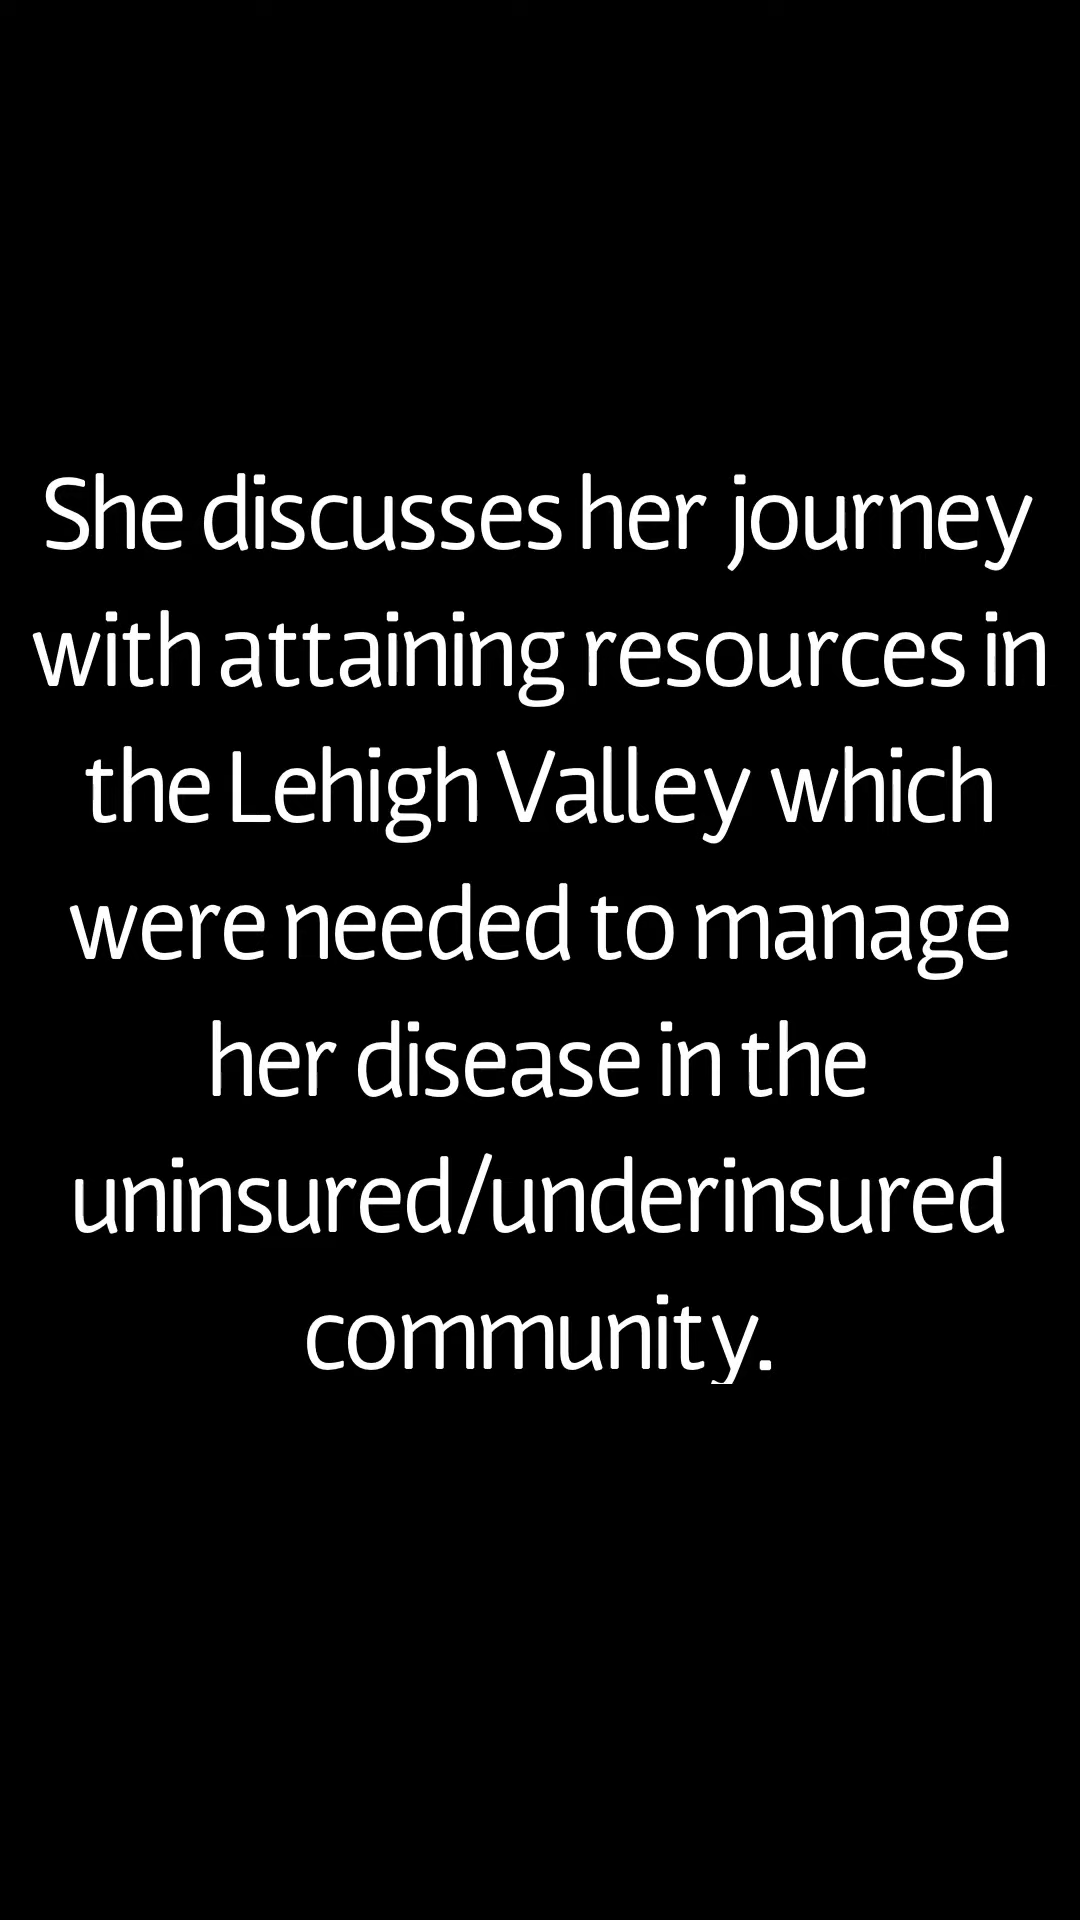 She discusses her journey
with attaining resources in
the Lehigh Valley which
were needed to manage
her disease in the
uninsured/underinsured
community.